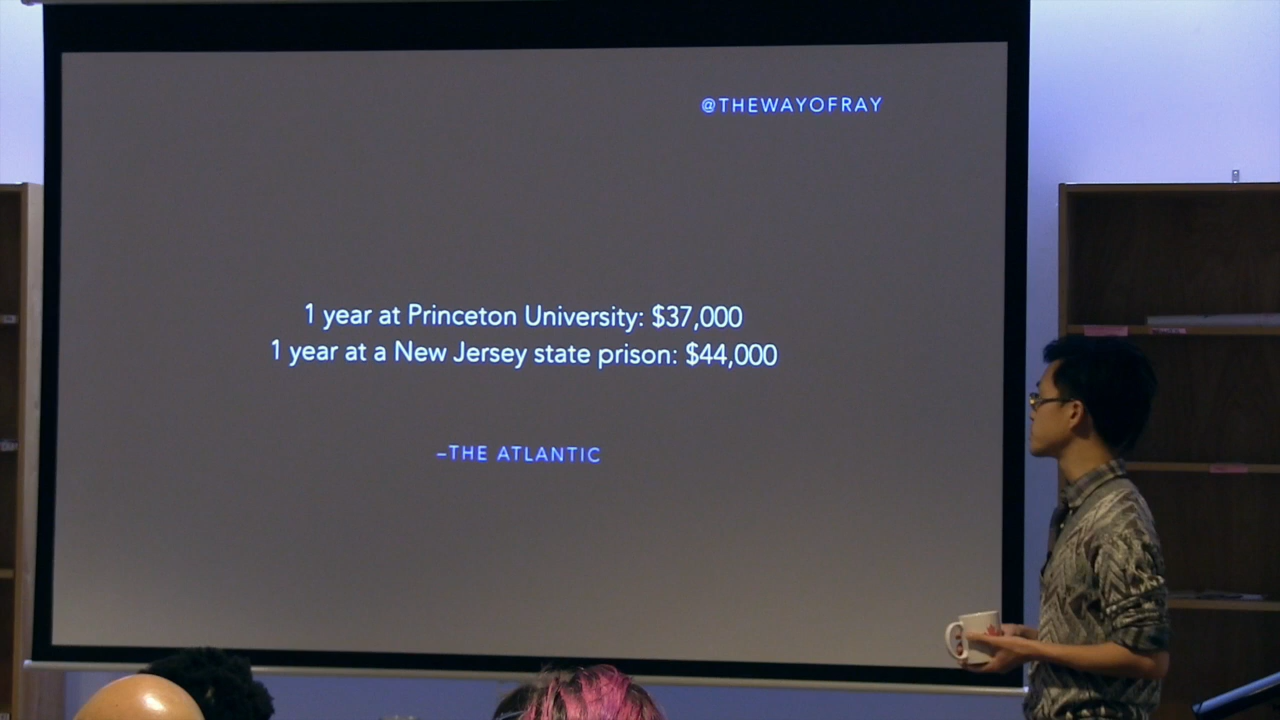 @THEWAYOFRAY
1 year at Princeton University: $37,000
1 year at a New Jersey state prison: $44,000
–THE ATLANTIC